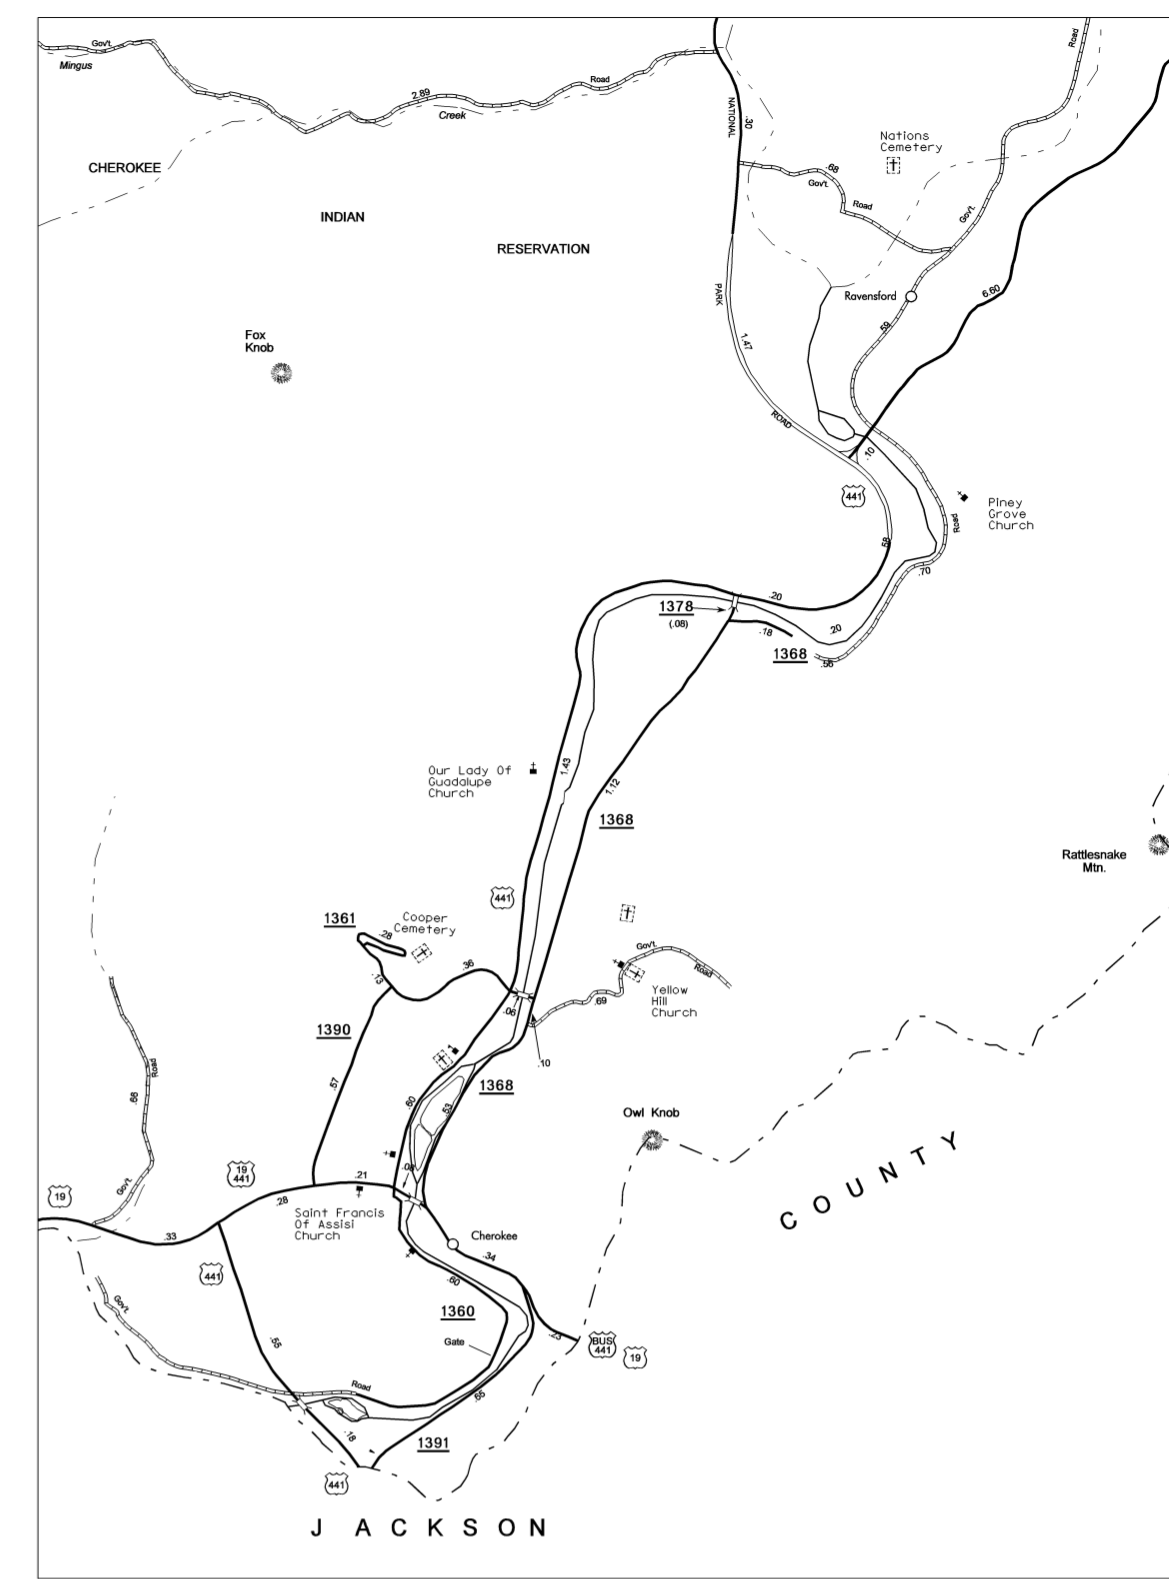 Gov't.
Mingus
2.89
Creek
Road
CHEROKEE
INDIAN
RESERVATION
NATIONAL
.30
Road
Nations
Cemetery
.68
Gov't.
Road
Gov't.
Ravensford
6.60
PARK
1.47
.59
Fox
Knob
ROAD
.10
441
Piney
Grove
Church
Road
.58
.70
.20
1378
(.08)
.18
.20
1368
.56
Our Lady Of
Guadalupe
Church
1.43
1.12
1368
Rattlesnake
Mtn.
441
1361
Cooper
Cemetery
.28
.13
.36
Gov't.
Road
.69
Yellow
Hill
Church
.06
.10
1390
.57
Road
.66
1368
.60
.53
Owl Knob
COUNTY
Gov't.
19
19
441
.21
.08
.28
.33
Saint Francis
Of Assisi
Church
Cherokee
.34
441
.60
Gov't.
1360
Gate
.23
BUS
441
19
.55
Road
.65
.18
1391
441
JACKSON